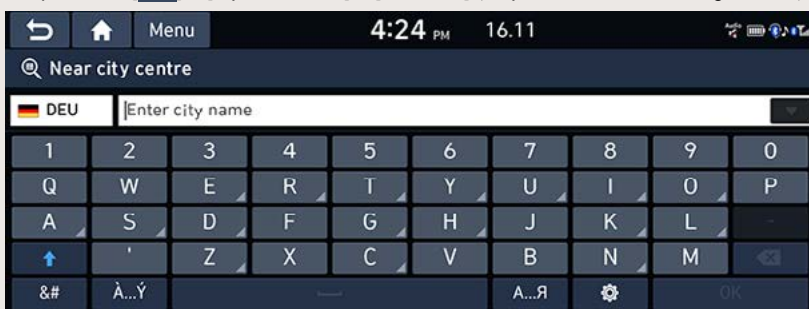 Menu 4:24 PM 16.11
Near city centre
DEU Enter city name
1 2 3 4 5 6 7 8 9 0
Q W E R T Y U I O P
A S D F G H J K L -
' Z X C V B N M
&# À...Ý А...Я OK